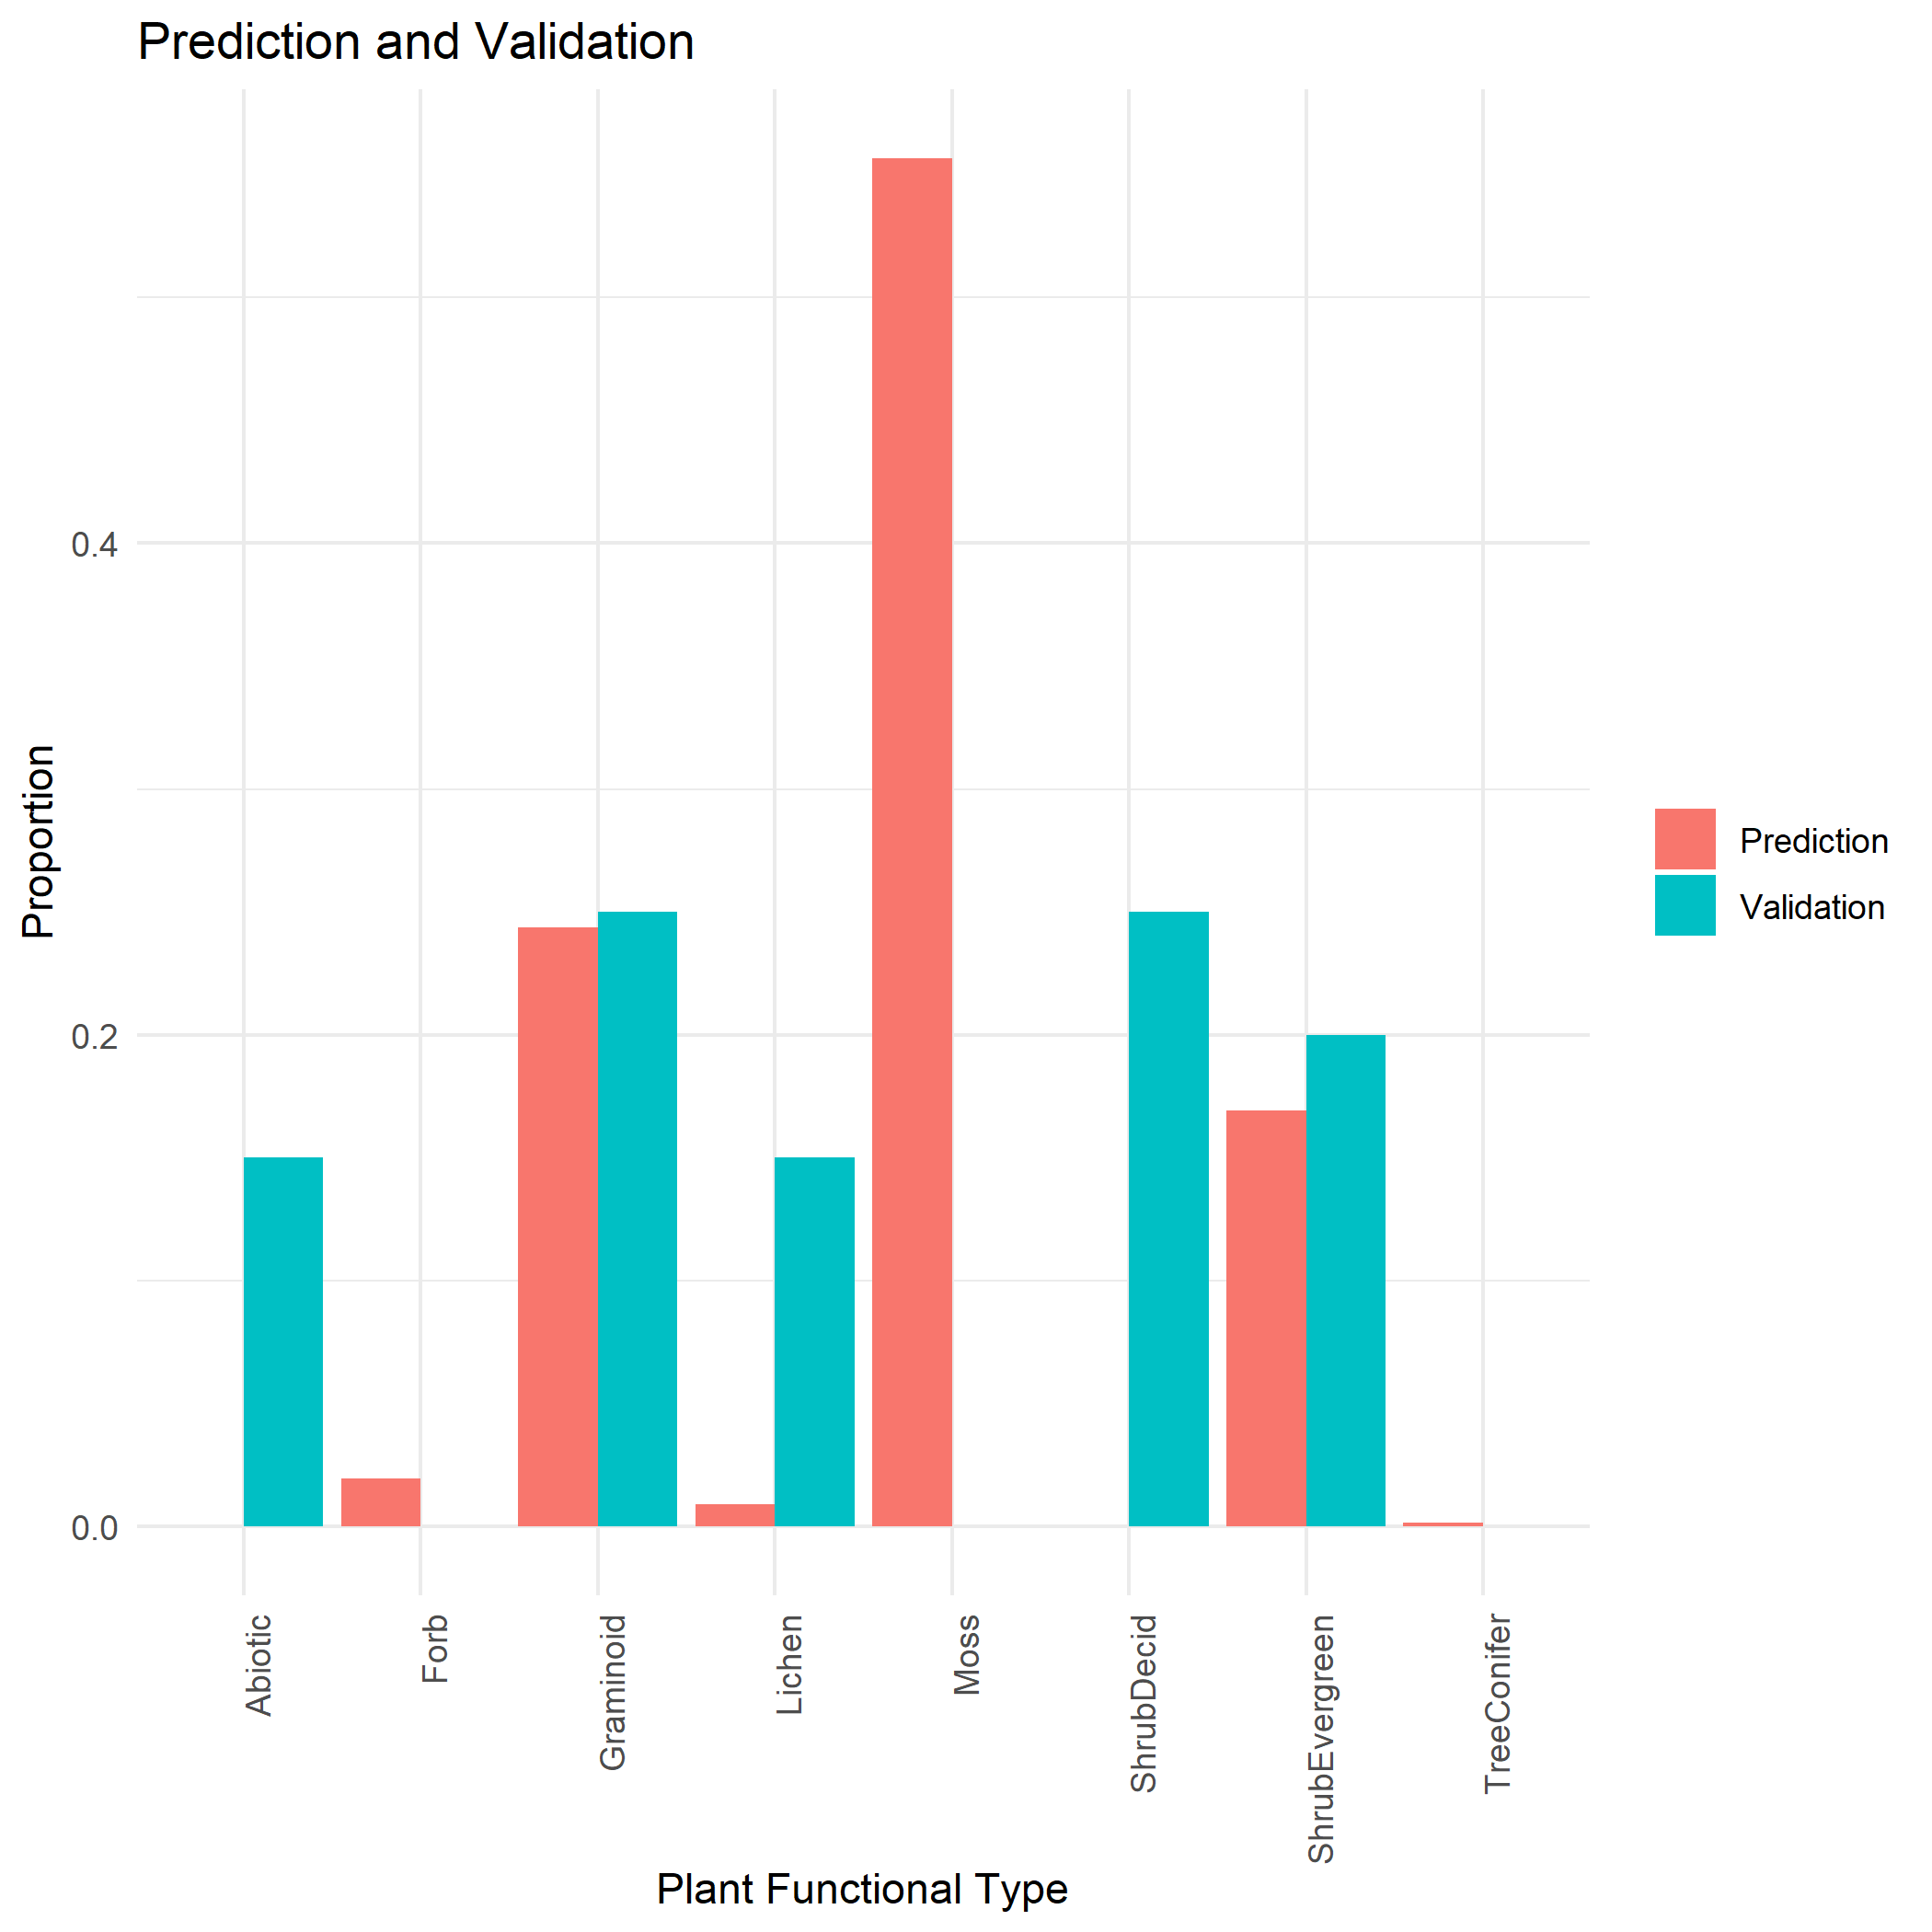 Prediction and Validation
Proportion
0.4
0.2
0.0
Abiotic
Forb
Graminoid
Lichen
Moss
ShrubDecid
ShrubEvergreen
TreeConifer
Plant Functional Type
Prediction
Validation